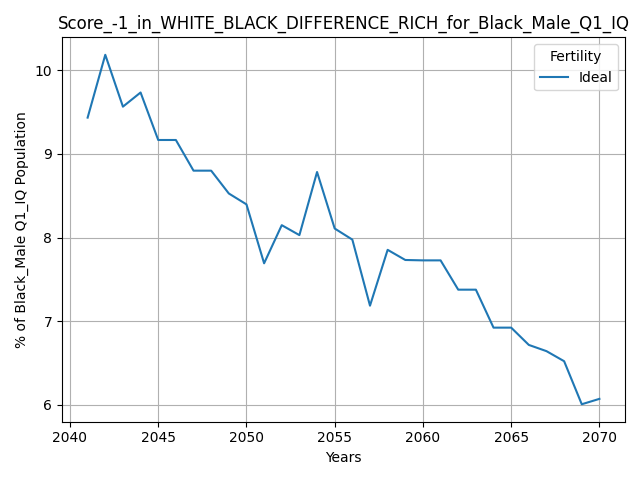 Score_-1_in_WHITE_BLACK_DIFFERENCE_RICH_for_Black_Male_Q1_IQ
Fertility
Ideal
10
9
8
7
6
% of Black_Male Q1_IQ Population
2040
2045
2050
2055
2060
2065
2070
Years